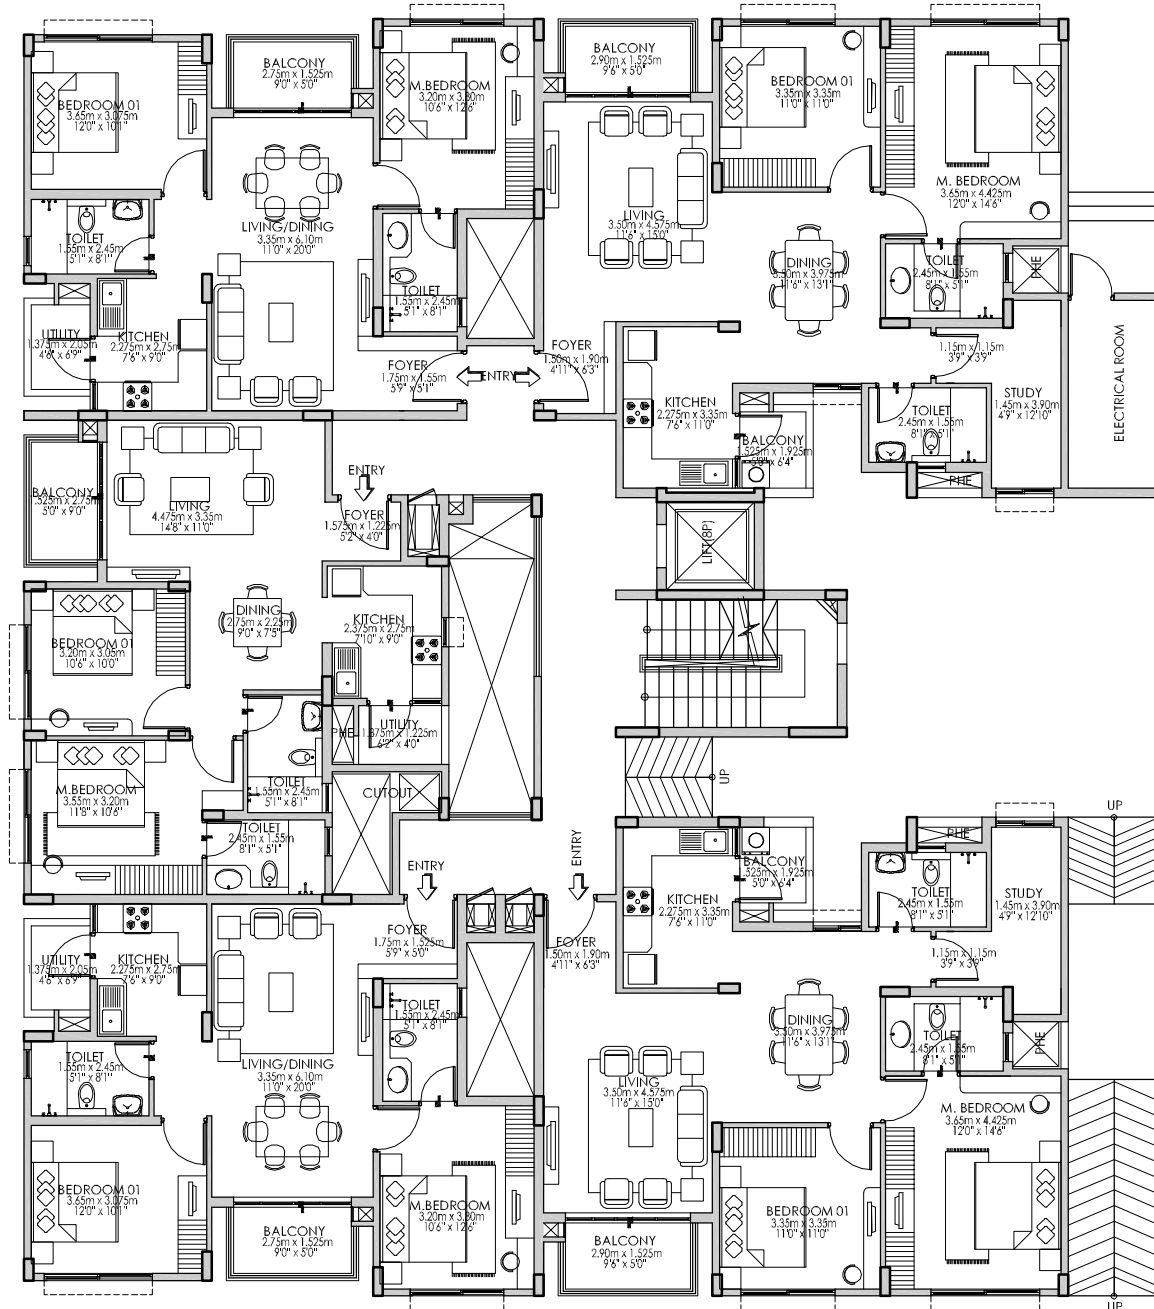 BEDROOM 01
3.65m x 3.075m
12'0" x 10'1"
BALCONY
2.75m x 1.525m
9'0" x 5'0"
M.BEDROOM
3.20m x 3.80m
10'6" x 12'6"
BALCONY
2.90m x 1.525m
9'6" x 5'0"
BEDROOM 01
3.35m x 3.35m
11'0" x 11'0"
M. BEDROOM
3.65m x 4.425m
12'0" x 14'6"
TOILET
1.55m x 2.45m
5'1" x 8'1"
LIVING/DINING
3.35m x 6.10m
11'0" x 20'0"
TOILET
1.55m x 2.45m
5'1" x 8'1"
LIVING
3.50m x 4.575m
11'6" x 15'0"
DINING
3.50m x 3.975m
11'6" x 13'1"
TOILET
2.45m x 1.55m
8'1" x 5'1"
PHE
UTILITY
1.375m x 2.05m
4'6" x 6'9"
KITCHEN
2.275m x 2.75m
7'6" x 9'0"
FOYER
1.75m x 1.55m
5'9" x 5'1"
ENTRY
FOYER
1.50m x 1.90m
4'11" x 6'3"
1.15m x 1.15m
3'9" x 3'9"
KITCHEN
2.275m x 3.35m
7'6" x 11'0"
BALCONY
1.525m x 1.925m
5'0" x 6'4"
TOILET
2.45m x 1.55m
8'1" x 5'1"
PHE
STUDY
1.45m x 3.90m
4'9" x 12'10"
ELECTRICAL ROOM
BALCONY
1.525m x 2.75m
5'0" x 9'0"
LIVING
4.475m x 3.35m
14'8" x 11'0"
ENTRY
FOYER
1.575m x 1.225m
5'2" x 4'0"
LIFT(8P)
BEDROOM 01
3.20m x 3.05m
10'6" x 10'0"
DINING
2.75m x 2.25m
9'0" x 7'5"
KITCHEN
2.375m x 2.75m
7'10" x 9'0"
PHE
UTILITY
1.875m x 1.225m
6'2" x 4'0"
M.BEDROOM
3.55m x 3.20m
11'8" x 10'6"
TOILET
1.55m x 2.45m
5'1" x 8'1"
CUTOUT
TOILET
2.45m x 1.55m
8'1" x 5'1"
UP
UP
ENTRY
ENTRY
KITCHEN
2.275m x 3.35m
7'6" x 11'0"
BALCONY
1.525m x 1.925m
5'0" x 6'4"
PHE
TOILET
2.45m x 1.55m
8'1" x 5'1"
STUDY
1.45m x 3.90m
4'9" x 12'10"
UTILITY
1.375m x 2.05m
4'6" x 6'9"
KITCHEN
2.275m x 2.75m
7'6" x 9'0"
FOYER
1.75m x 1.525m
5'9" x 5'0"
FOYER
1.50m x 1.90m
4'11" x 6'3"
1.15m x 1.15m
3'9" x 3'9"
TOILET
1.55m x 2.45m
5'1" x 8'1"
DINING
3.50m x 3.975m
11'6" x 13'1"
TOILET
2.45m x 1.55m
8'1" x 5'1"
PHE
TOILET
1.55m x 2.45m
5'1" x 8'1"
LIVING/DINING
3.35m x 6.10m
11'0" x 20'0"
LIVING
3.50m x 4.575m
11'6" x 15'0"
M. BEDROOM
3.65m x 4.425m
12'0" x 14'6"
BEDROOM 01
3.65m x 3.075m
12'0" x 10'1"
M.BEDROOM
3.20m x 3.80m
10'6" x 12'6"
BEDROOM 01
3.35m x 3.35m
11'0" x 11'0"
BALCONY
2.75m x 1.525m
9'0" x 5'0"
BALCONY
2.90m x 1.525m
9'6" x 5'0"
UP